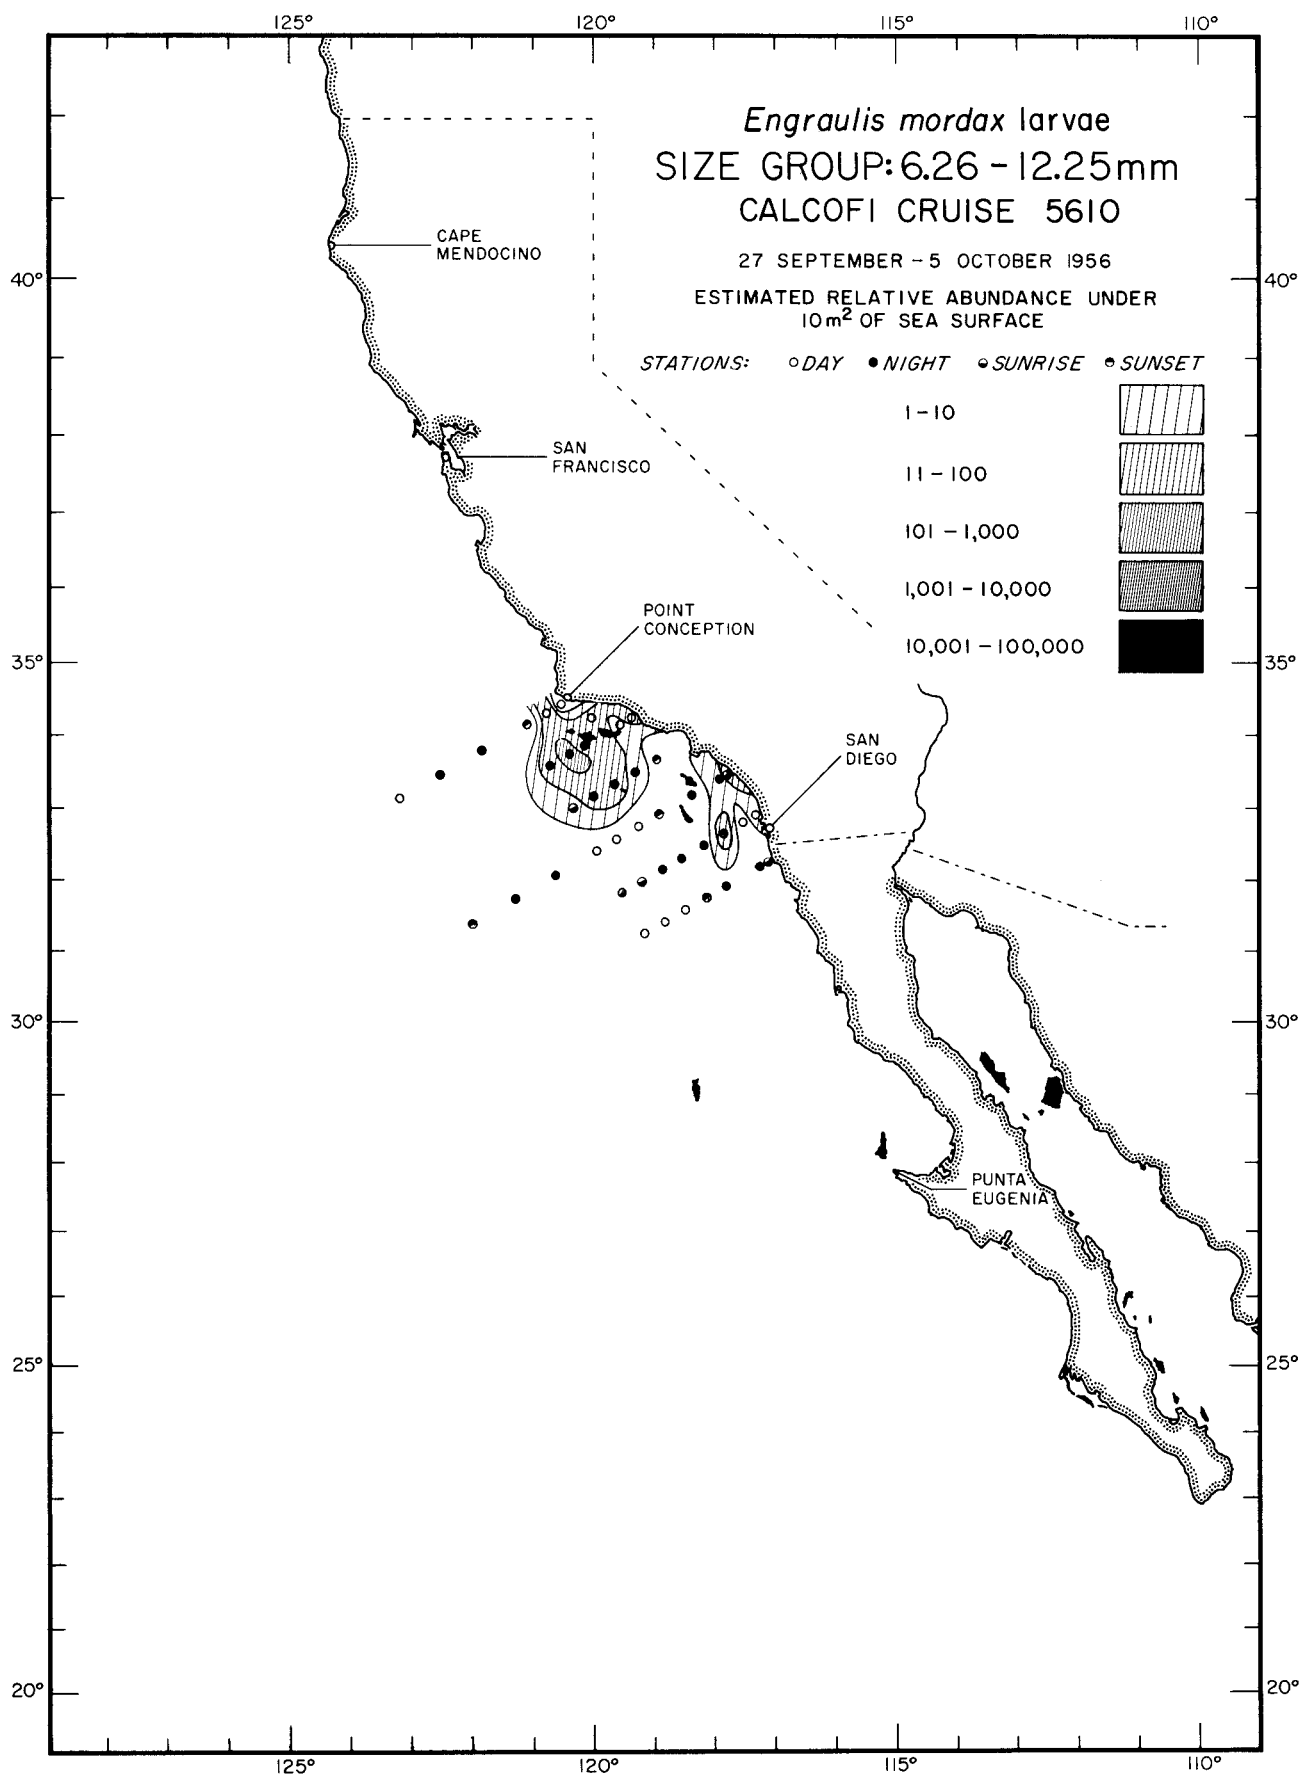 125° 120° 115° 110°
Engraulis mordax larvae
SIZE GROUP: 6.26 – 12.25mm
CALCOFI CRUISE 5610
27 SEPTEMBER – 5 OCTOBER 1956
ESTIMATED RELATIVE ABUNDANCE UNDER
10m² OF SEA SURFACE
STATIONS: ○ DAY ● NIGHT ◒ SUNRISE ◓ SUNSET
1 – 10
11 – 100
101 – 1,000
1,001 – 10,000
10,001 – 100,000
CAPE
MENDOCINO
40° 40°
SAN
FRANCISCO
POINT
CONCEPTION
35° 35°
SAN
DIEGO
30° 30°
PUNTA
EUGENIA
25° 25°
20° 20°
125° 120° 115° 110°